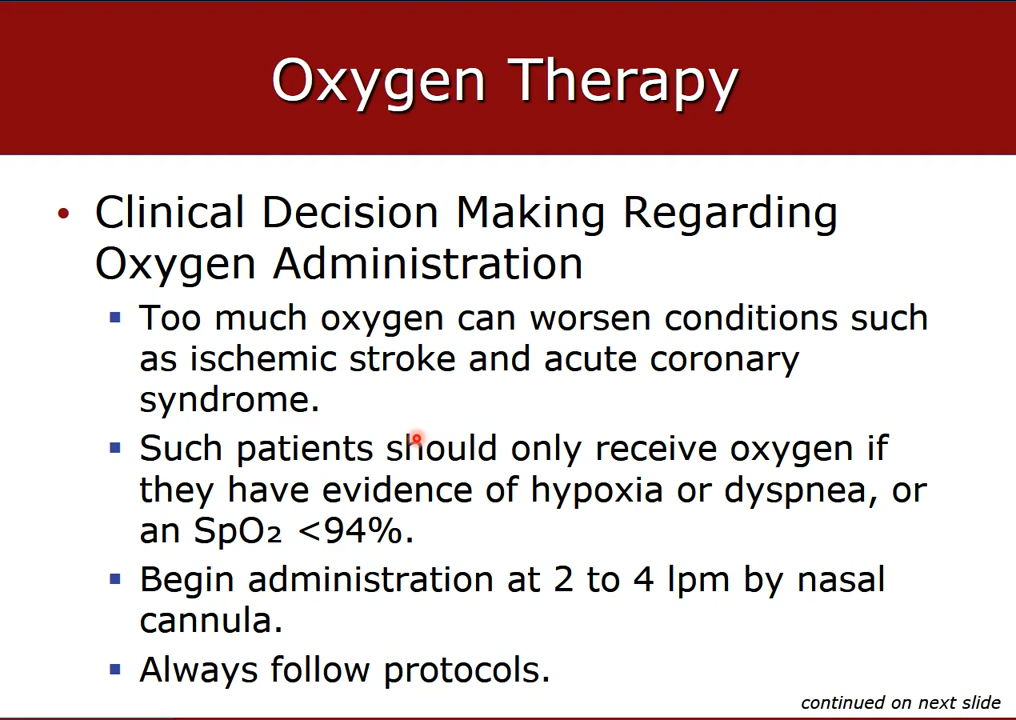 Oxygen Therapy
• Clinical Decision Making Regarding
Oxygen Administration
▪ Too much oxygen can worsen conditions such
as ischemic stroke and acute coronary
syndrome.
▪ Such patients should only receive oxygen if
they have evidence of hypoxia or dyspnea, or
an SpO₂ <94%.
▪ Begin administration at 2 to 4 lpm by nasal
cannula.
▪ Always follow protocols.
continued on next slide